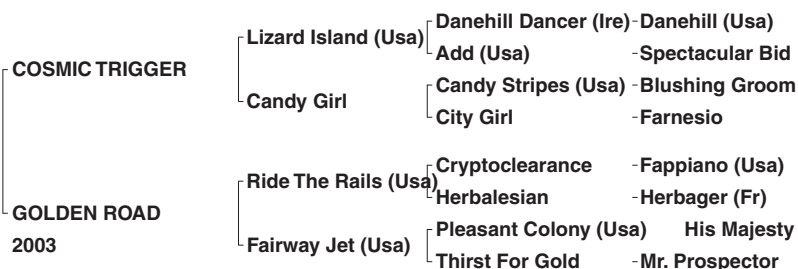 Danehill Dancer (Ire) - Danehill (Usa)
Lizard Island (Usa)
Add (Usa) - Spectacular Bid
COSMIC TRIGGER
Candy Stripes (Usa) - Blushing Groom
Candy Girl
City Girl - Farnesio
Cryptoclearance - Fappiano (Usa)
Ride The Rails (Usa)
Herbalesian - Herbager (Fr)
GOLDEN ROAD
Pleasant Colony (Usa) His Majesty
2003
Fairway Jet (Usa)
Thirst For Gold - Mr. Prospector